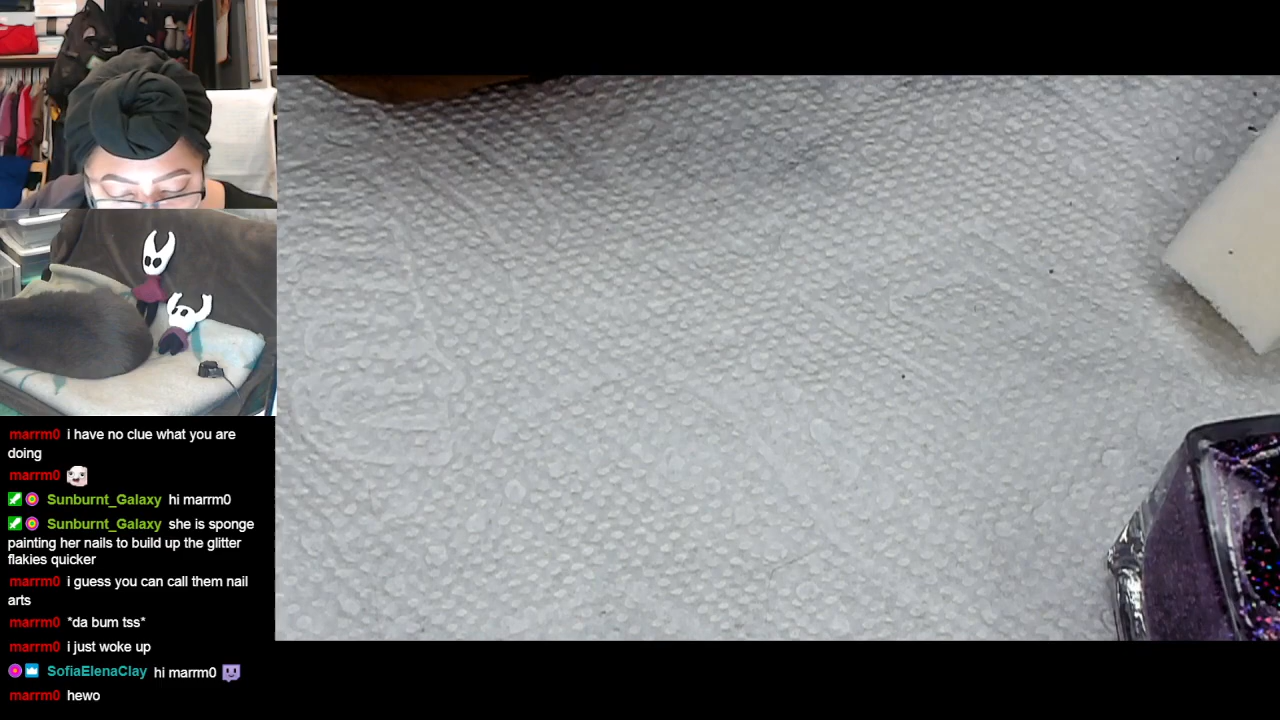 marrm0 i have no clue what you are
doing
marrm0
Sunburnt_Galaxy hi marrm0
Sunburnt_Galaxy she is sponge
painting her nails to build up the glitter
flakies quicker
marrm0 i guess you can call them nail
arts
marrm0 *da bum tss*
marrm0 i just woke up
SofiaElenaClay hi marrm0
marrm0 hewo